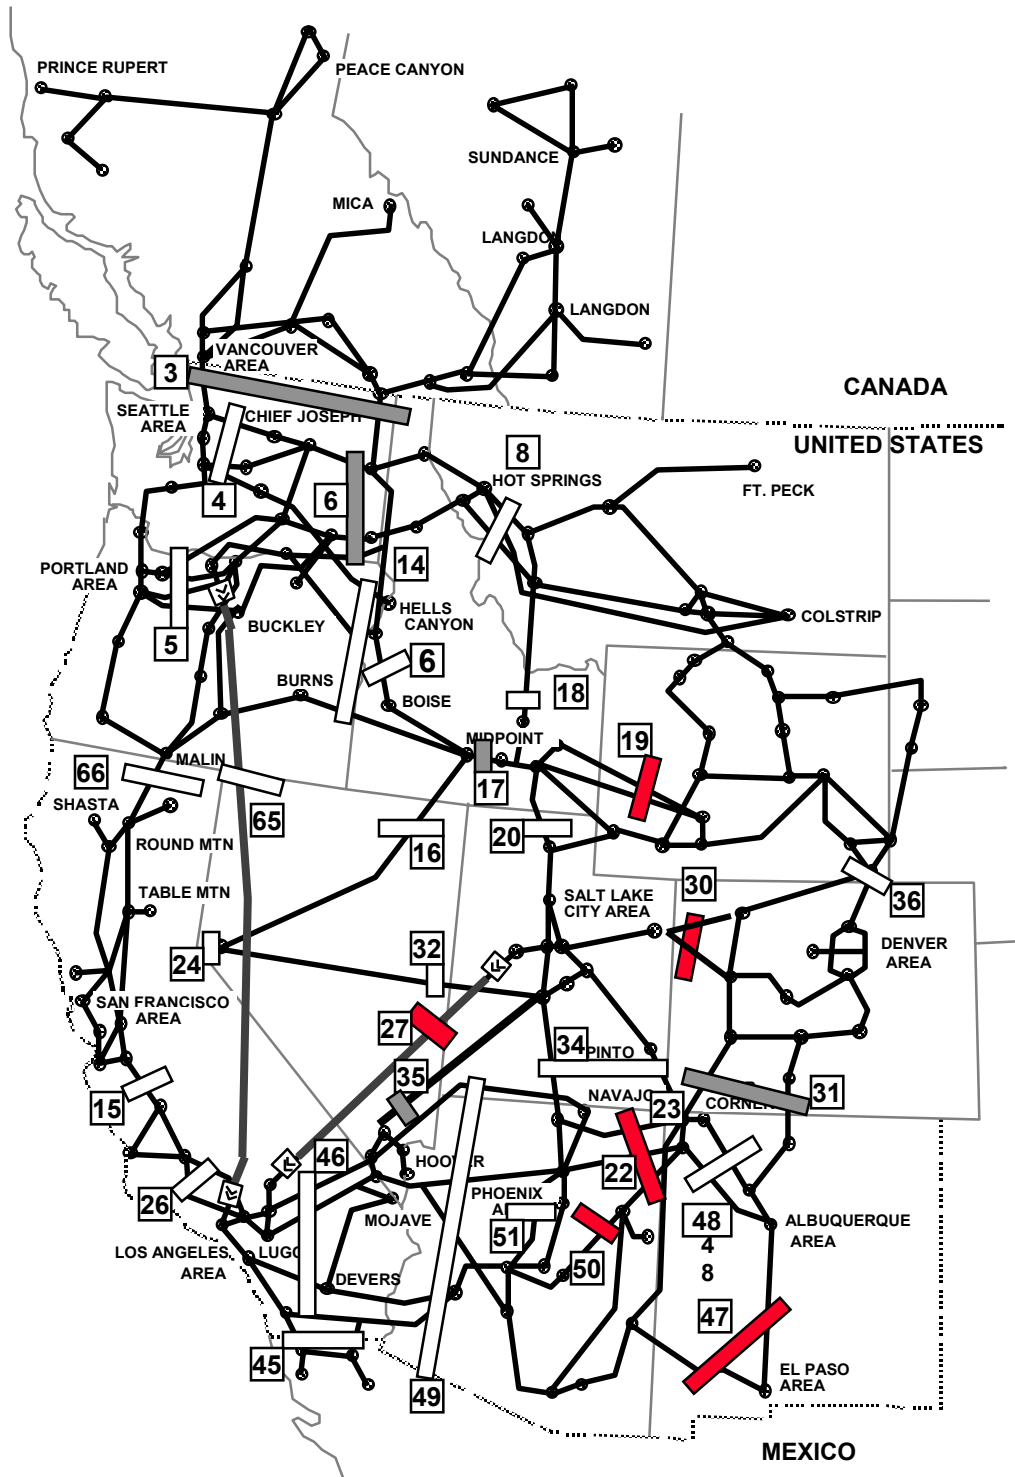 PRINCE RUPERT
PEACE CANYON
SUNDANCE
MICA
LANGDON
LANGDON
VANCOUVER
AREA
3
CANADA
SEATTLE
AREA
CHIEF JOSEPH
UNITED STATES
8
HOT SPRINGS
4
6
FT. PECK
14
PORTLAND
AREA
HELLS
CANYON
COLSTRIP
5
BUCKLEY
6
BURNS
BOISE
18
MIDPOINT
19
MALIN
66
17
SHASTA
65
ROUND MTN
16
20
TABLE MTN
30
SALT LAKE
CITY AREA
36
24
32
DENVER
AREA
SAN FRANCISCO
AREA
27
34
PINTO
35
NAVAJO
23
CORNER
31
15
46
HOOVER
22
26
PHOENIX
MOJAVE
51
48
ALBUQUERQUE
AREA
4
8
LOS ANGELES
AREA
LUGO
50
DEVERS
47
45
49
EL PASO
AREA
MEXICO